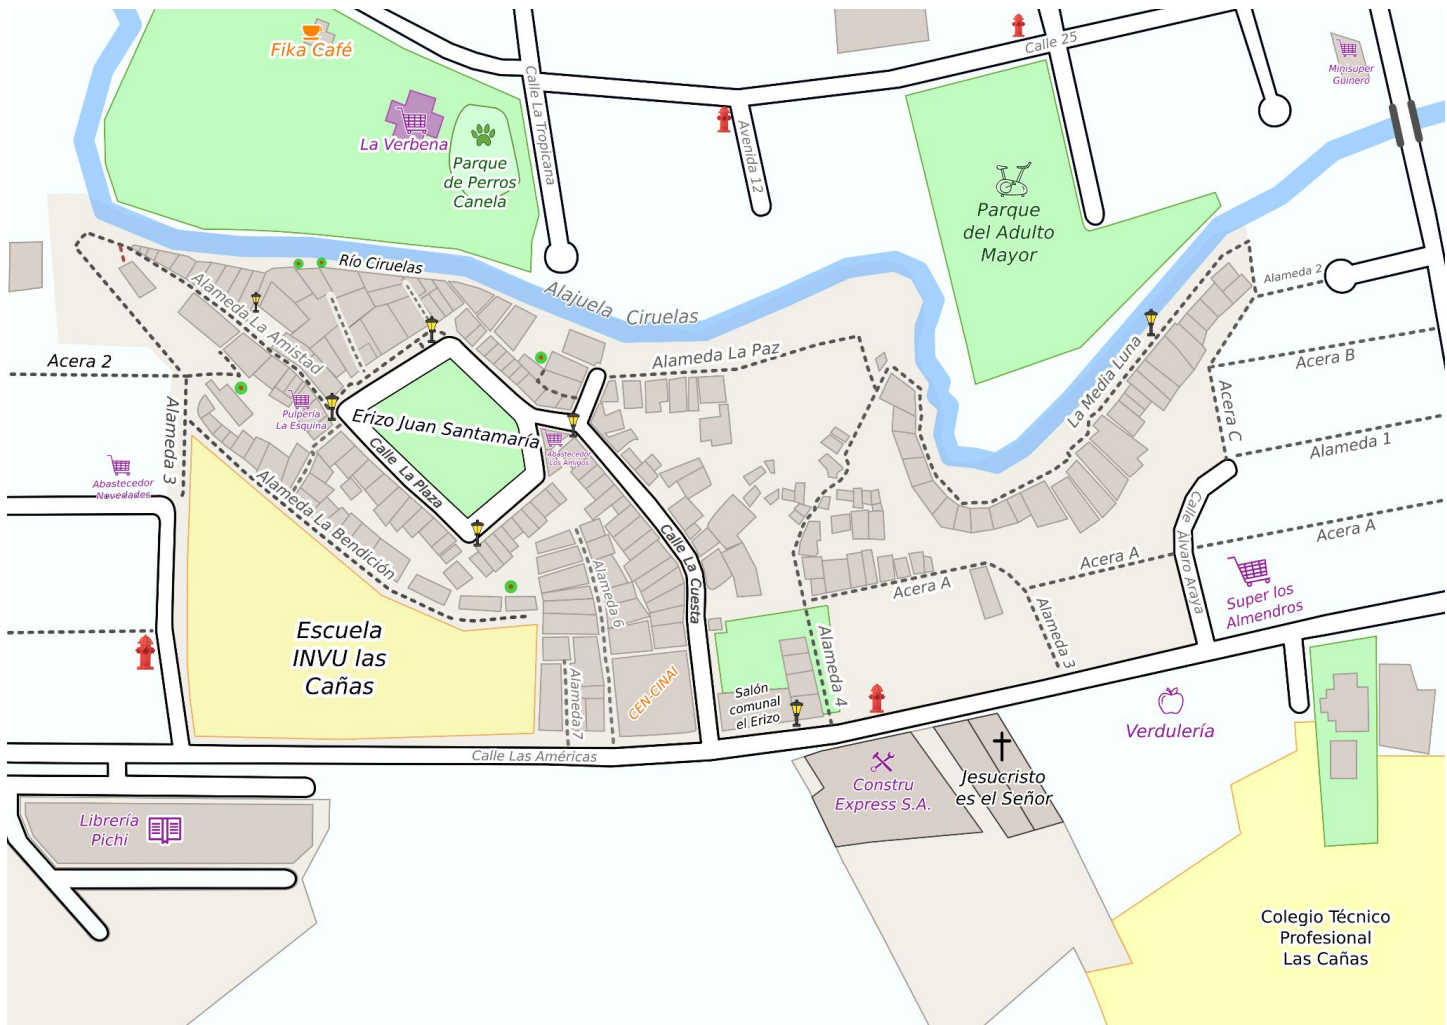 Fika Café
Calle 25
Minisuper
Güinero
Calle La Tropicana
La Verbena
Avenida 12
Parque
de Perros
Canela
Parque
del Adulto
Mayor
Río Ciruelas
Alajuela
Ciruelas
Alameda 2
Alameda La Amistad
Alameda La Paz
Acera 2
Acera B
La Media Luna
Alameda 3
Pulpería
La Esquina
Erizo Juan Santamaría
Acera C
Alameda 1
Abastecedor
Los Amigos
Calle La Plaza
Abastecedor
Novedades
Alameda La Bendición
Calle Álvaro Araya
Acera A
Acera A
Acera A
Calle La Cuesta
Alameda 6
Super los
Almendros
Alameda 3
Escuela
INVU las
Cañas
Alameda 4
CEN-CINAI
Alameda 7
Salón
comunal
el Erizo
Verdulería
Calle Las Américas
Constru
Express S.A.
Jesucristo
es el Señor
Librería
Pichi
Colegio Técnico
Profesional
Las Cañas